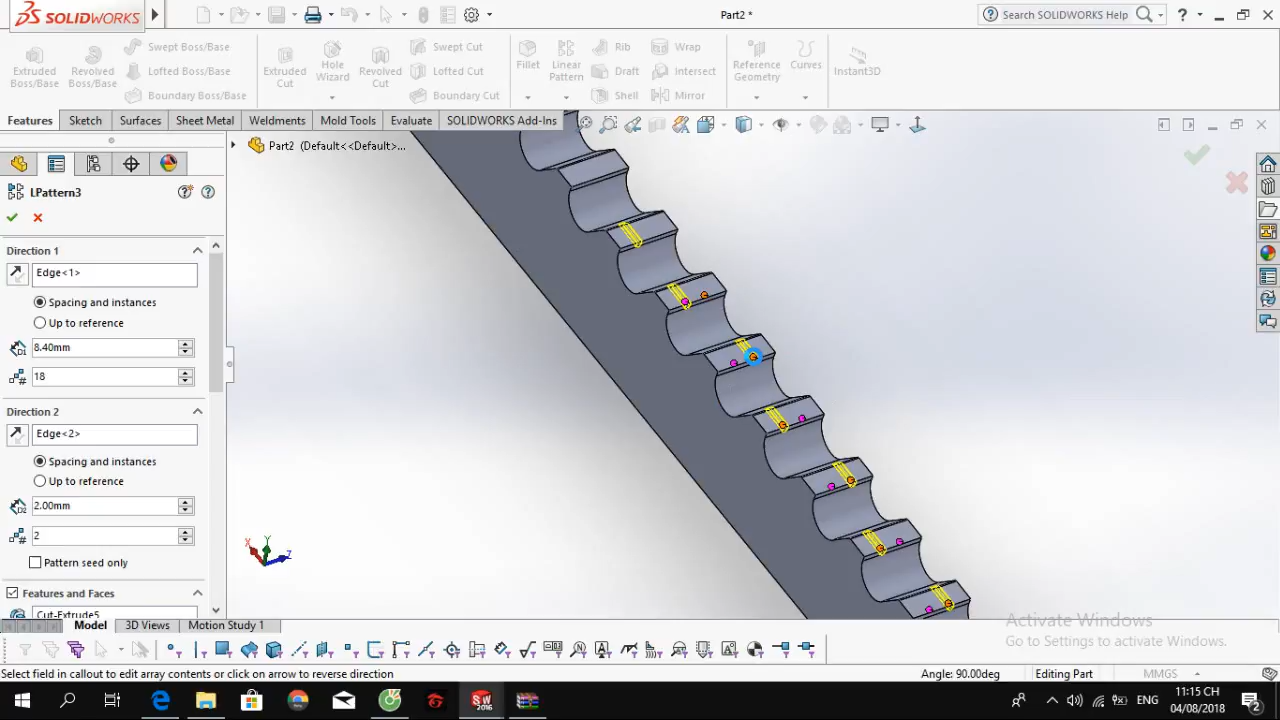 SOLIDWORKS
Part2 *
Search SOLIDWORKS Help
Extruded Boss/Base
Revolved Boss/Base
Swept Boss/Base
Lofted Boss/Base
Boundary Boss/Base
Extruded Cut
Hole Wizard
Revolved Cut
Swept Cut
Lofted Cut
Boundary Cut
Fillet
Linear Pattern
Rib
Draft
Shell
Wrap
Intersect
Mirror
Reference Geometry
Curves
Instant3D
Features
Sketch
Surfaces
Sheet Metal
Weldments
Mold Tools
Evaluate
SOLIDWORKS Add-Ins
Part2 (Default<<Default>...
LPattern3
Direction 1
Edge<1>
Spacing and instances
Up to reference
8.40mm
18
Direction 2
Edge<2>
Spacing and instances
Up to reference
2.00mm
2
Pattern seed only
Features and Faces
Cut-Extrude5
X
Y
Z
Activate Windows
Go to Settings to activate Windows.
Model
3D Views
Motion Study 1
Select field in callout to edit array contents or click on arrow to reverse direction
Angle: 90.00deg
Editing Part
MMGS
SW
2016
ENG
11:15 CH
04/08/2018
2